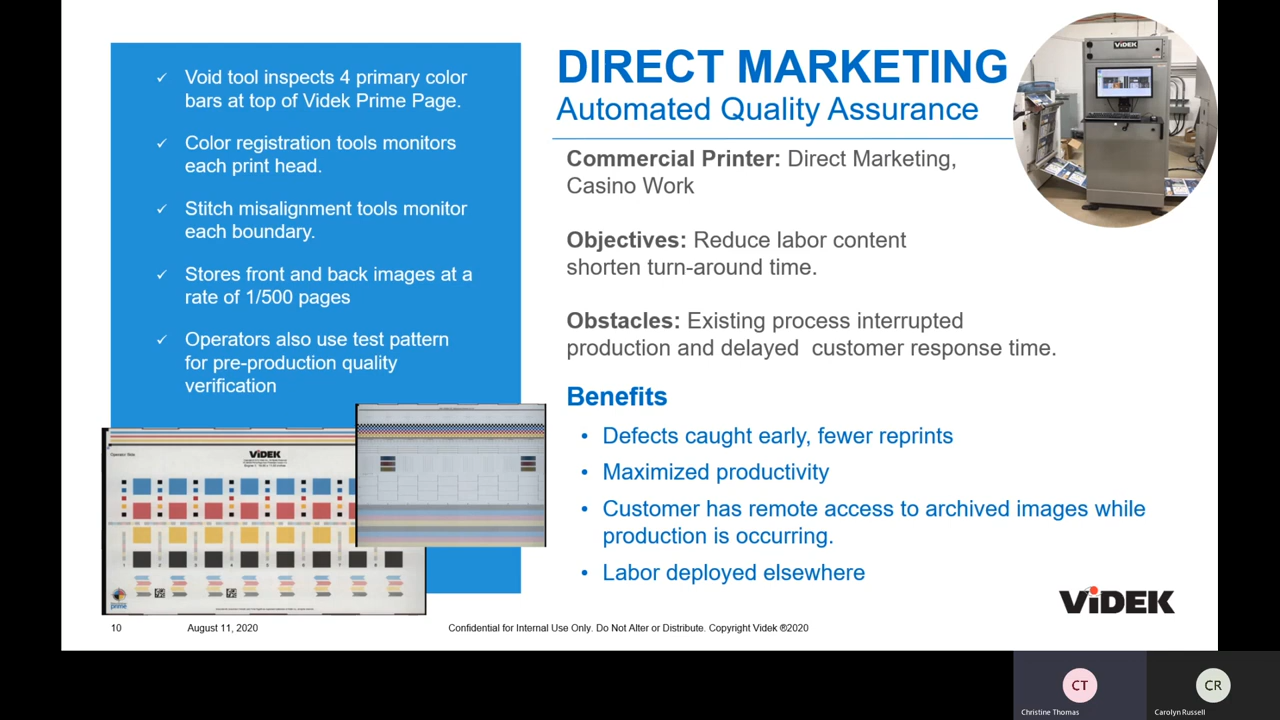 Void tool inspects 4 primary color
bars at top of Videk Prime Page.
Color registration tools monitors
each print head.
Stitch misalignment tools monitor
each boundary.
Stores front and back images at a
rate of 1/500 pages
Operators also use test pattern
for pre-production quality
verification
ViDEK
prime
DIRECT MARKETING
Automated Quality Assurance
ViDEK
Commercial Printer: Direct Marketing,
Casino Work
Objectives: Reduce labor content
shorten turn-around time.
Obstacles: Existing process interrupted
production and delayed  customer response time.
Benefits
• Defects caught early, fewer reprints
• Maximized productivity
• Customer has remote access to archived images while
production is occurring.
• Labor deployed elsewhere
ViDEK
10
August 11, 2020
Confidential for Internal Use Only. Do Not Alter or Distribute. Copyright Videk ®2020
CT
Christine Thomas
CR
Carolyn Russell